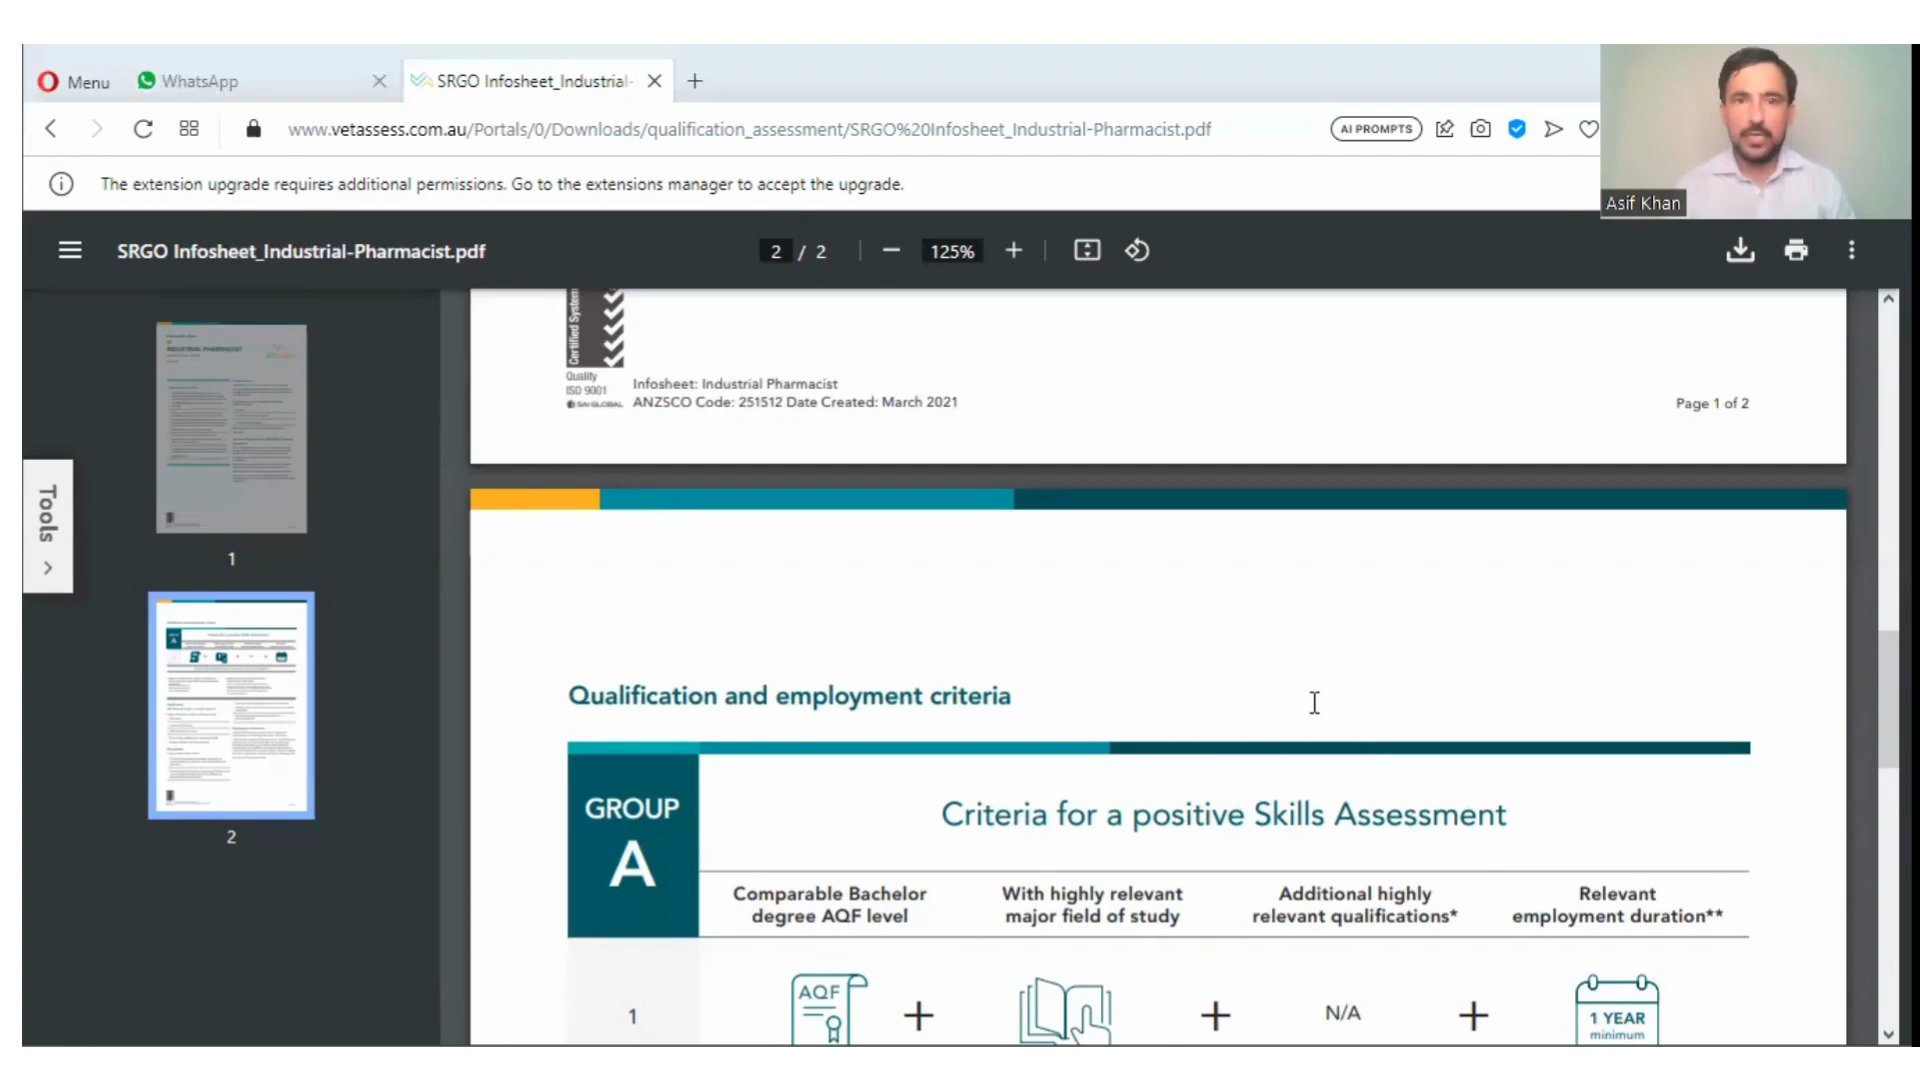 Menu
WhatsApp
SRGO Infosheet_Industrial-
www.vetassess.com.au/Portals/0/Downloads/qualification_assessment/SRGO%20Infosheet_Industrial-Pharmacist.pdf
AI PROMPTS
The extension upgrade requires additional permissions. Go to the extensions manager to accept the upgrade.
Asif Khan
SRGO Infosheet_Industrial-Pharmacist.pdf
2 / 2
125%
Tools
1
2
Certified System
Quality
ISO 9001
SAI GLOBAL
Infosheet: Industrial Pharmacist
ANZSCO Code: 251512 Date Created: March 2021
Page 1 of 2
Qualification and employment criteria
GROUP
A
Criteria for a positive Skills Assessment
Comparable Bachelor
degree AQF level
With highly relevant
major field of study
Additional highly
relevant qualifications*
Relevant
employment duration**
1
AQF
+
+
N/A
+
1 YEAR
minimum